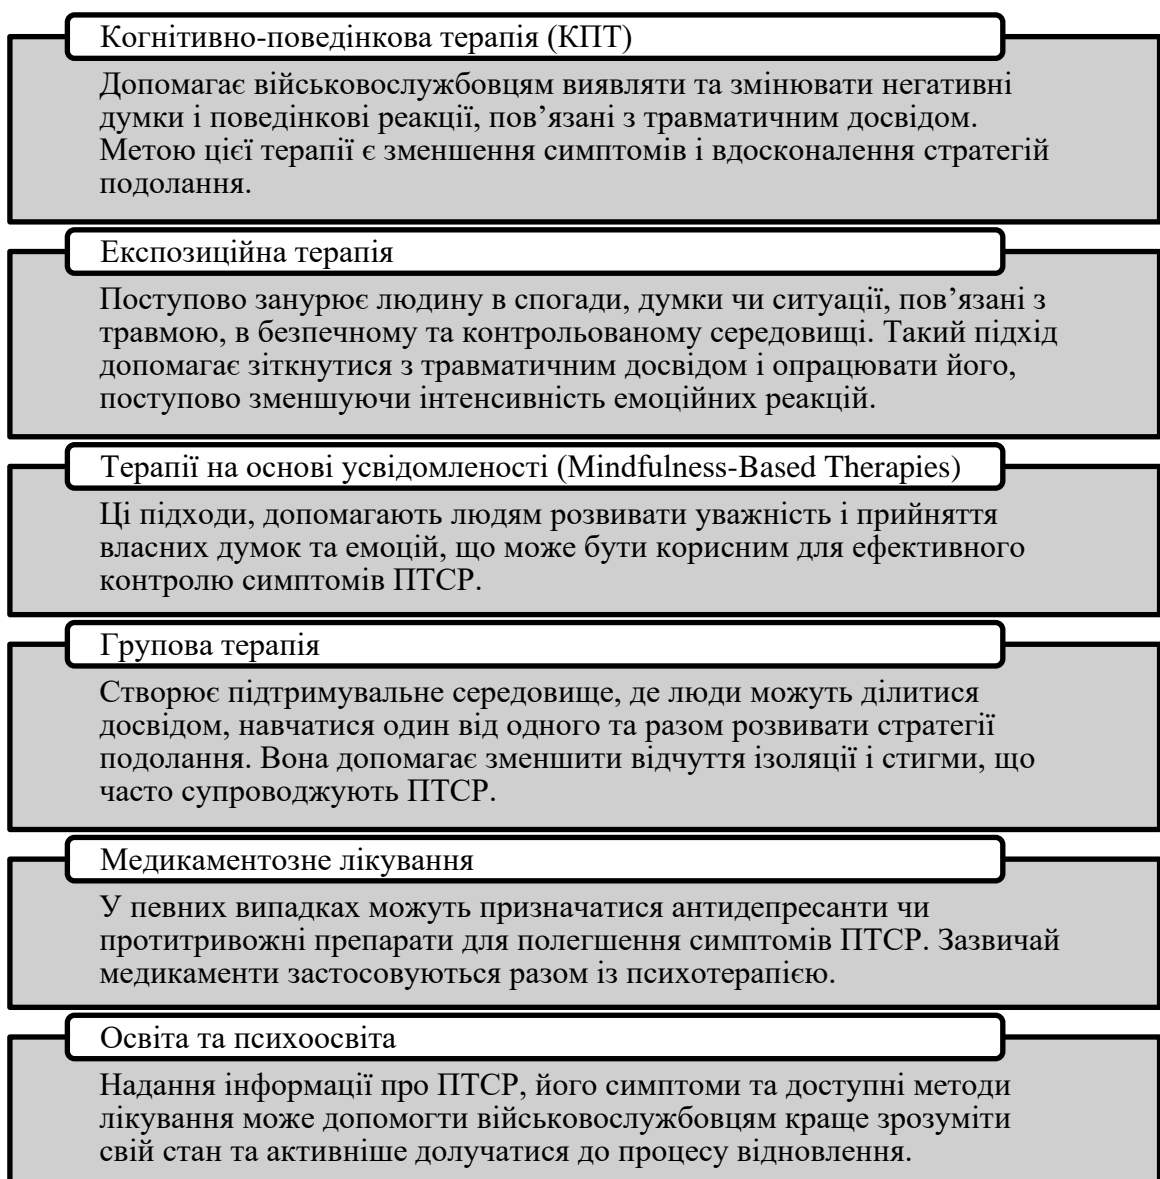 Когнітивно-поведінкова терапія (КПТ)
Допомагає військовослужбовцям виявляти та змінювати негативні
думки і поведінкові реакції, пов’язані з травматичним досвідом.
Метою цієї терапії є зменшення симптомів і вдосконалення стратегій
подолання.
Експозиційна терапія
Поступово занурює людину в спогади, думки чи ситуації, пов’язані з
травмою, в безпечному та контрольованому середовищі. Такий підхід
допомагає зіткнутися з травматичним досвідом і опрацювати його,
поступово зменшуючи інтенсивність емоційних реакцій.
Терапії на основі усвідомленості (Mindfulness-Based Therapies)
Ці підходи, допомагають людям розвивати уважність і прийняття
власних думок та емоцій, що може бути корисним для ефективного
контролю симптомів ПТСР.
Групова терапія
Створює підтримувальне середовище, де люди можуть ділитися
досвідом, навчатися один від одного та разом розвивати стратегії
подолання. Вона допомагає зменшити відчуття ізоляції і стигми, що
часто супроводжують ПТСР.
Медикаментозне лікування
У певних випадках можуть призначатися антидепресанти чи
протитривожні препарати для полегшення симптомів ПТСР. Зазвичай
медикаменти застосовуються разом із психотерапією.
Освіта та психоосвіта
Надання інформації про ПТСР, його симптоми та доступні методи
лікування може допомогти військовослужбовцям краще зрозуміти
свій стан та активніше долучатися до процесу відновлення.